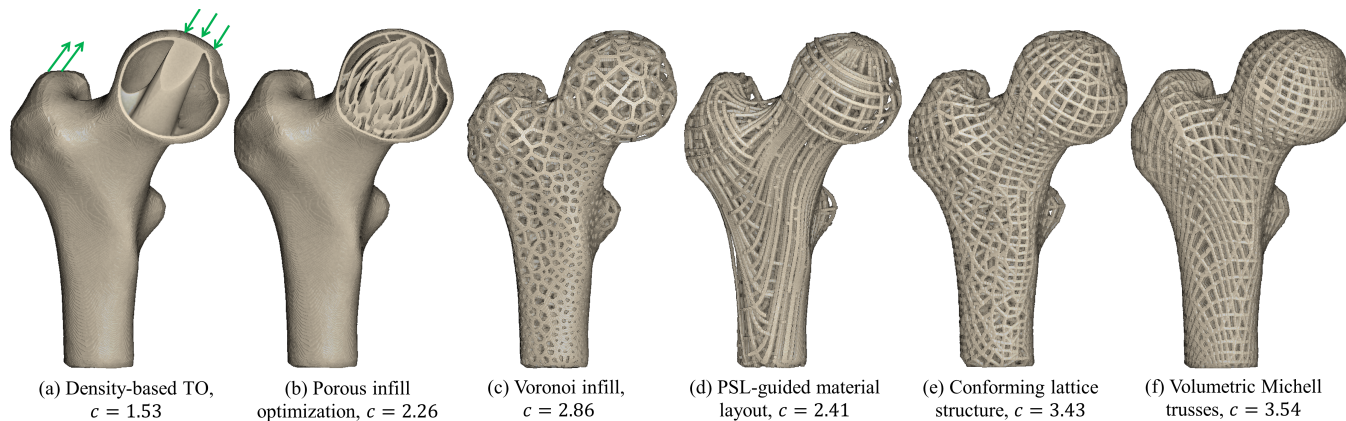 (a) Density-based TO,
c = 1.53
(b) Porous infill
optimization, c = 2.26
(c) Voronoi infill,
c = 2.86
(d) PSL-guided material
layout, c = 2.41
(e) Conforming lattice
structure, c = 3.43
(f) Volumetric Michell
trusses, c = 3.54